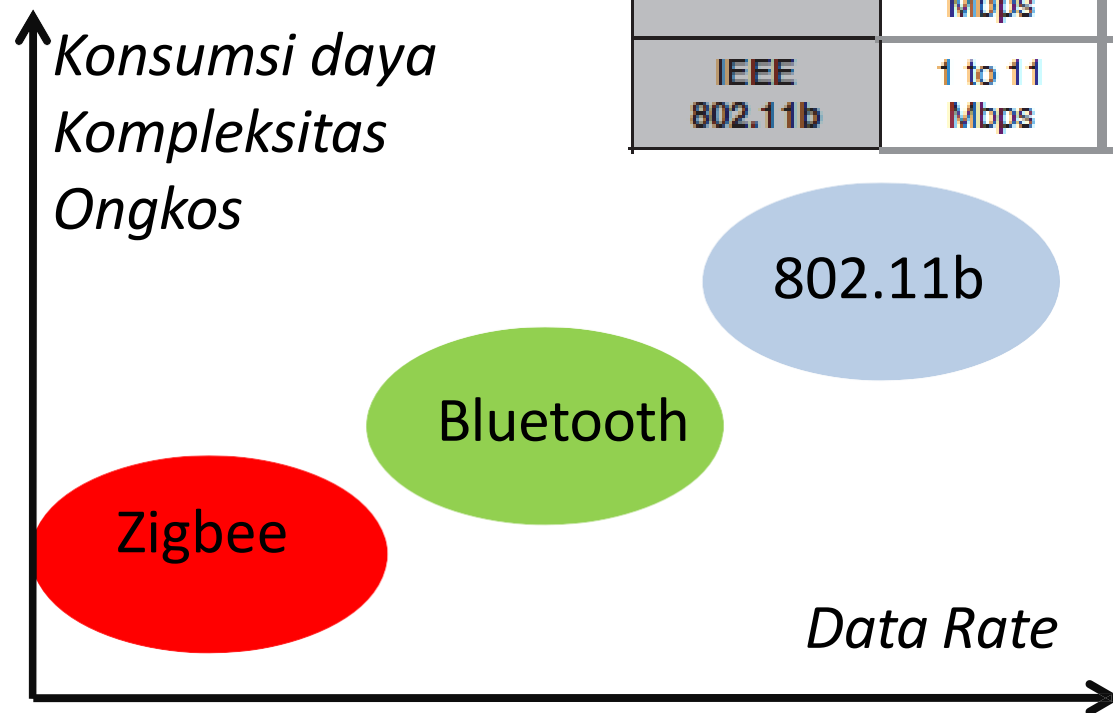 Mbps
IEEE
802.11b
1 to 11
Mbps
Konsumsi daya
Kompleksitas
Ongkos
802.11b
Bluetooth
Zigbee
Data Rate